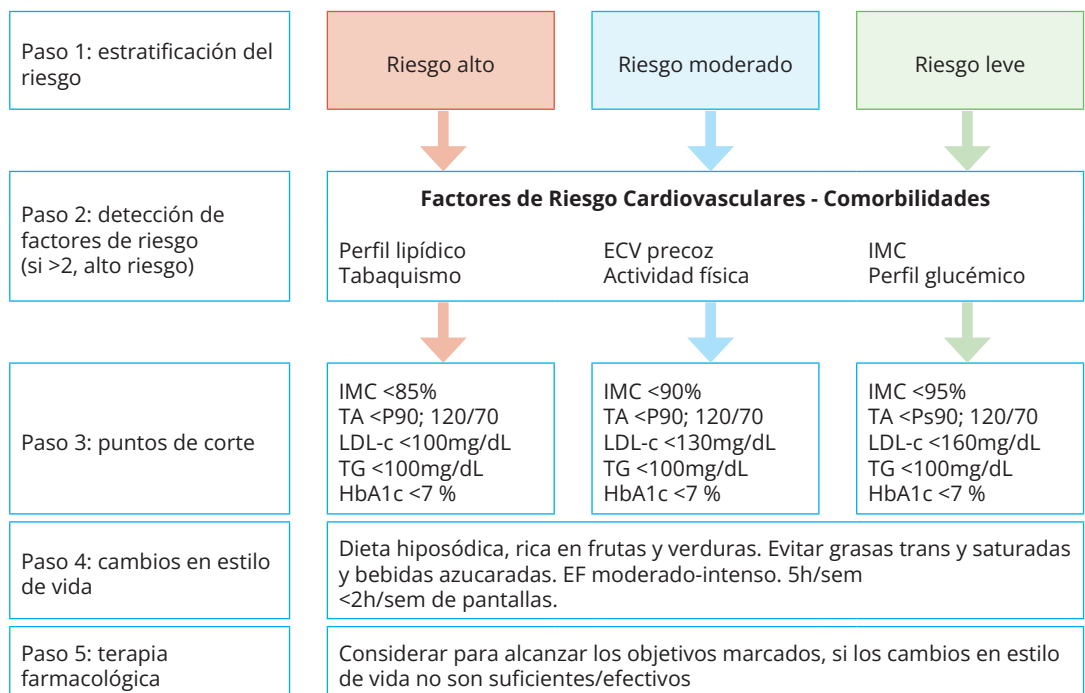 Paso 1: estratificación del
riesgo
Riesgo alto
Riesgo moderado
Riesgo leve
Paso 2: detección de
factores de riesgo
(si >2, alto riesgo)
Factores de Riesgo Cardiovasculares - Comorbilidades
Perfil lipídico
Tabaquismo
ECV precoz
Actividad física
IMC
Perfil glucémico
Paso 3: puntos de corte
IMC <85%
TA <P90; 120/70
LDL-c <100mg/dL
TG <100mg/dL
HbA1c <7 %
IMC <90%
TA <P90; 120/70
LDL-c <130mg/dL
TG <100mg/dL
HbA1c <7 %
IMC <95%
TA <Ps90; 120/70
LDL-c <160mg/dL
TG <100mg/dL
HbA1c <7 %
Paso 4: cambios en estilo
de vida
Dieta hiposódica, rica en frutas y verduras. Evitar grasas trans y saturadas
y bebidas azucaradas. EF moderado-intenso. 5h/sem
<2h/sem de pantallas.
Paso 5: terapia
farmacológica
Considerar para alcanzar los objetivos marcados, si los cambios en estilo
de vida no son suficientes/efectivos